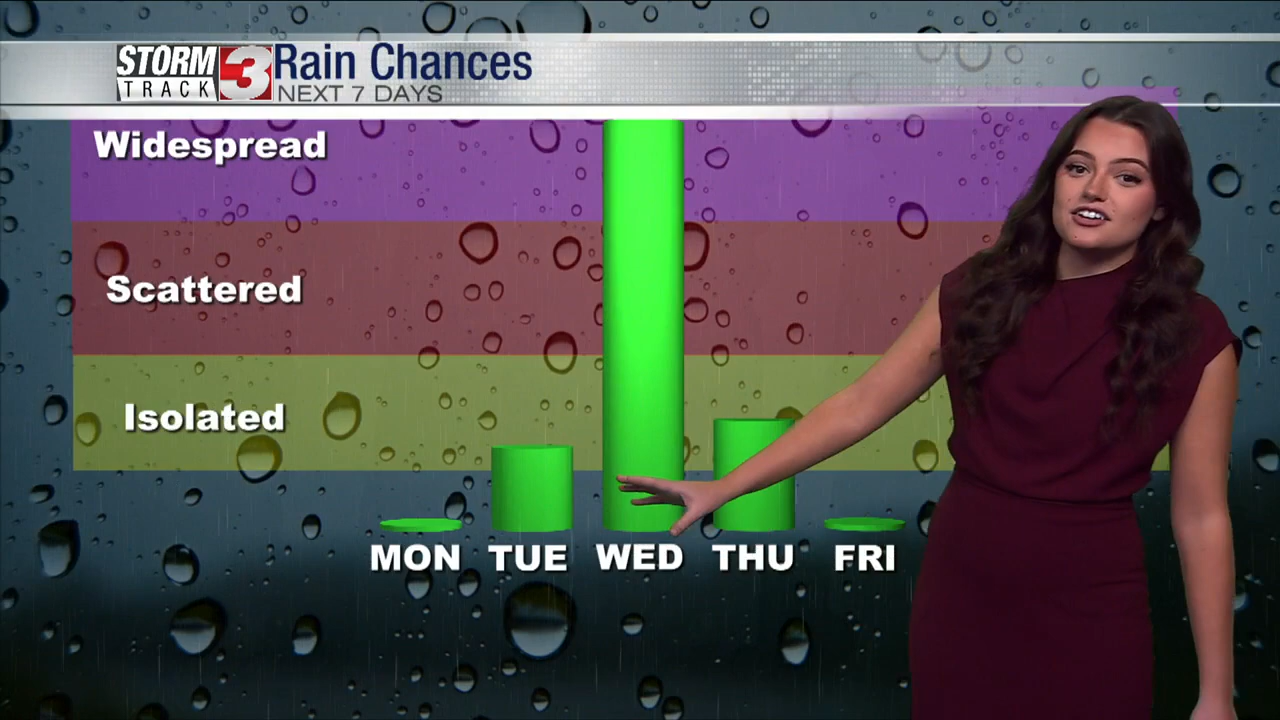 STORM
TRACK
3
Rain Chances
NEXT 7 DAYS
Widespread
Scattered
Isolated
MON TUE WED THU FRI